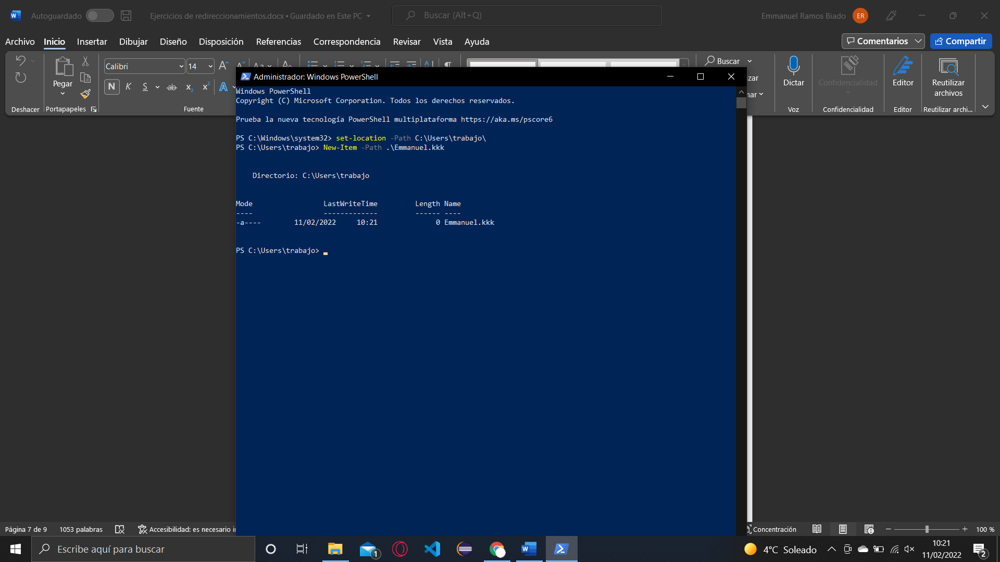 Autoguardado
Ejercicios de redireccionamientos.docx • Guardado en Este PC
Buscar (Alt+Q)
Emmanuel Ramos Biado
ER
Archivo Inicio Insertar Dibujar Diseño Disposición Referencias Correspondencia Revisar Vista Ayuda
Comentarios
Compartir
Pegar
Calibri
14
N K S ab x₂ x² A
Buscar
Dictar
Confidencialidad
Editor
Reutilizar
archivos
Deshacer
Portapapeles
Fuente
Voz
Confidencialidad
Editor
Reutilizar archi...
Administrador: Windows PowerShell
Windows PowerShell
Copyright (C) Microsoft Corporation. Todos los derechos reservados.
Prueba la nueva tecnología PowerShell multiplataforma https://aka.ms/pscore6
PS C:\Windows\system32> set-location -Path C:\Users\trabajo\
PS C:\Users\trabajo> New-Item -Path .\Emmanuel.kkk
Directorio: C:\Users\trabajo
Mode LastWriteTime Length Name
---- ------------- ------ ----
-a---- 11/02/2022 10:21 0 Emmanuel.kkk
PS C:\Users\trabajo>
Página 7 de 9
1053 palabras
Accesibilidad: es necesario
Concentración
100 %
Escribe aquí para buscar
1
4°C Soleado
10:21
11/02/2022
2